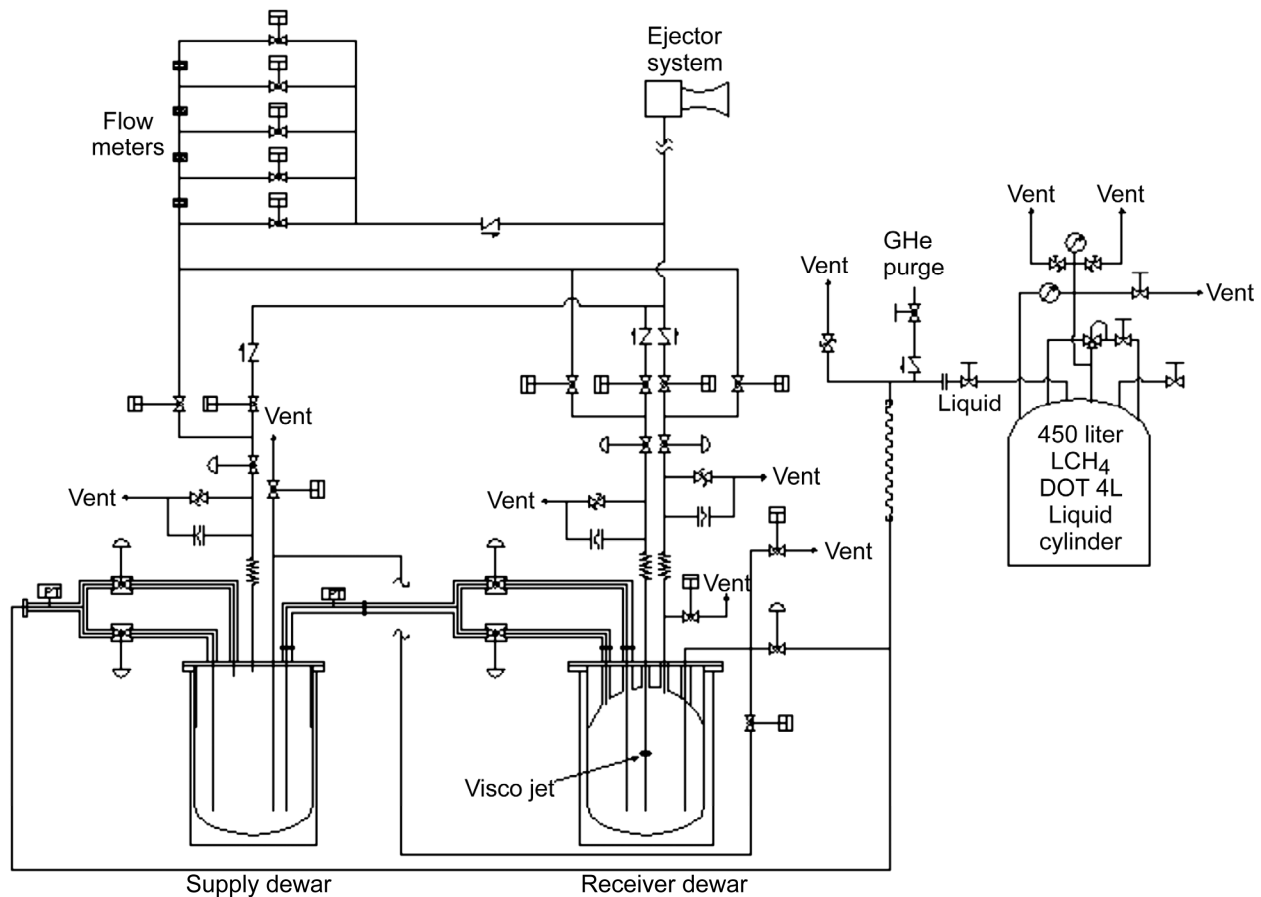 Ejector
system
Flow
meters
Vent
Vent
GHe
purge
Vent
Vent
Liquid
Vent
450 liter
LCH4
DOT 4L
Liquid
cylinder
Vent
Vent
Vent
Vent
Vent
PT
PT
Visco jet
Supply dewar
Receiver dewar